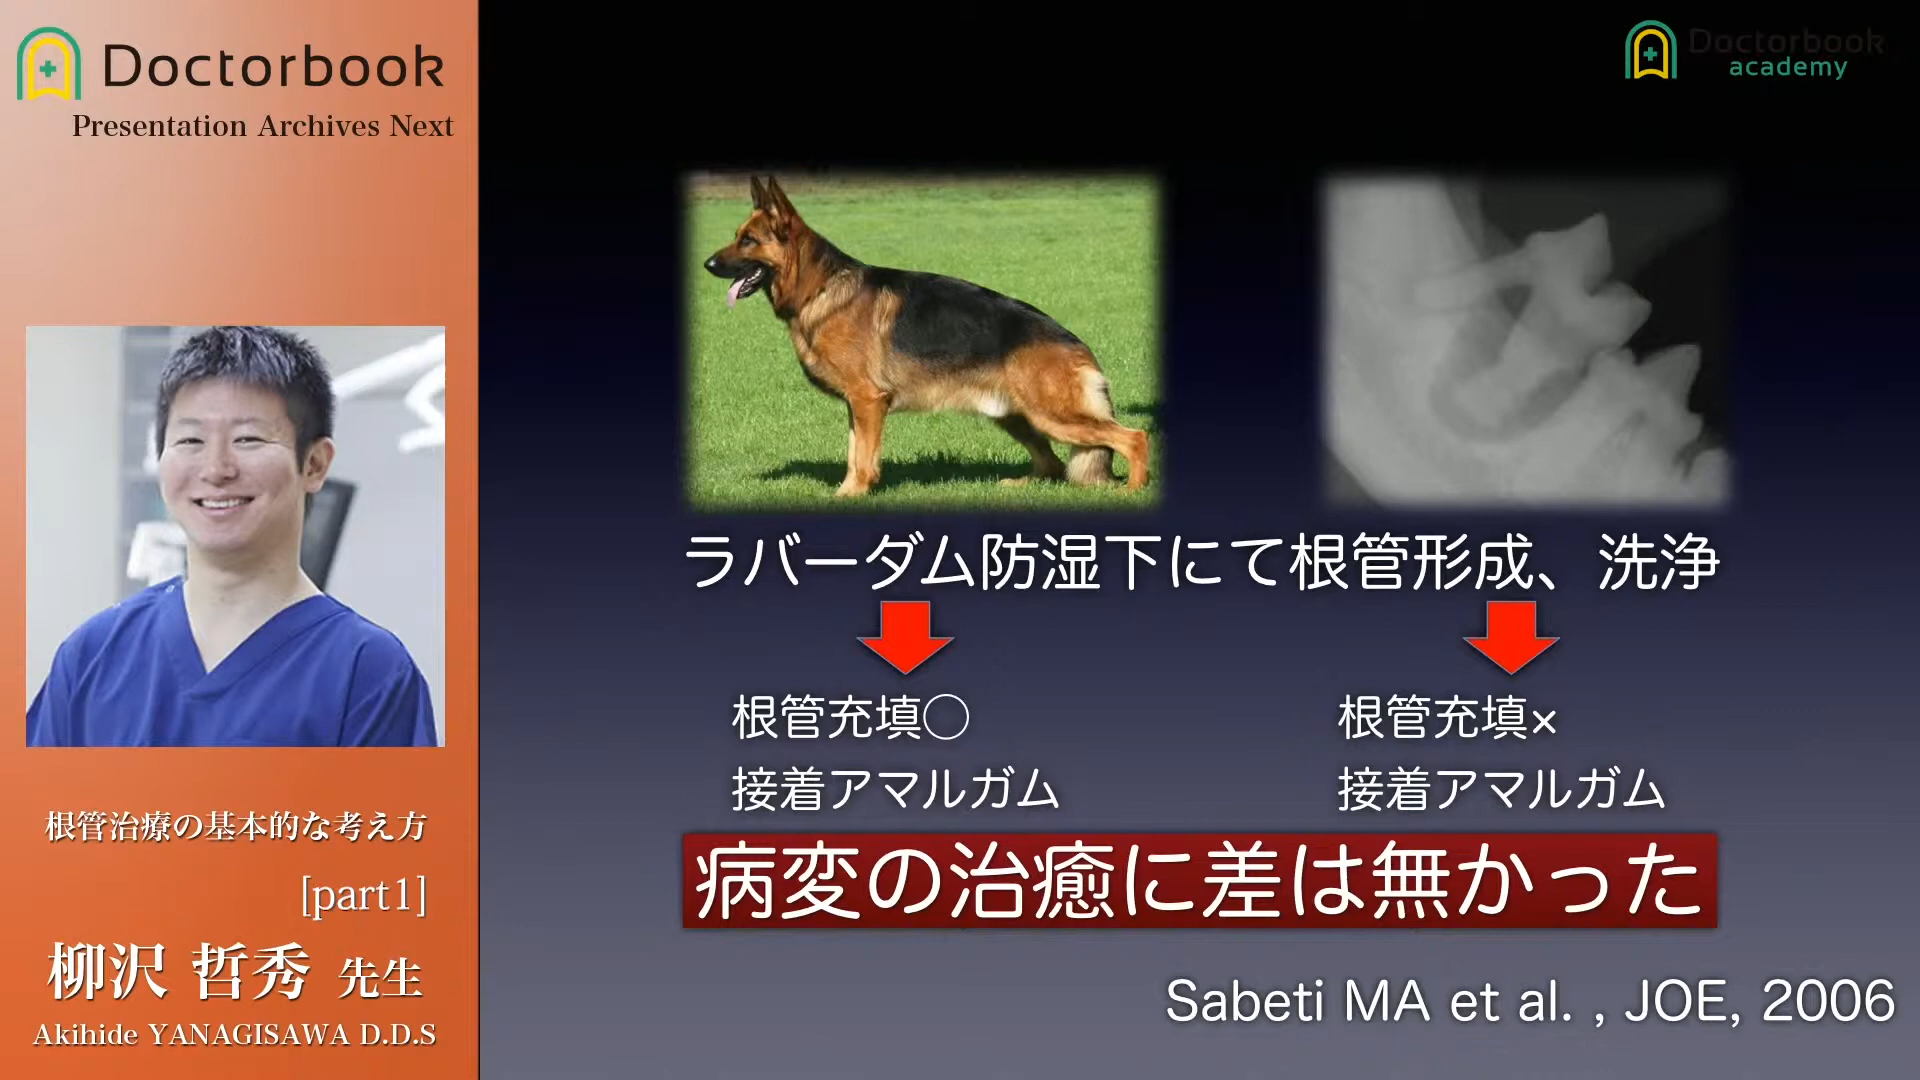 Doctorbook
Presentation Archives Next
根管治療の基本的な考え方
[part1]
柳沢 哲秀 先生
Akihide YANAGISAWA D.D.S
Doctorbook
academy
ラバーダム防湿下にて根管形成、洗浄
根管充填○
接着アマルガム
根管充填×
接着アマルガム
病変の治癒に差は無かった
Sabeti MA et al. , JOE, 2006